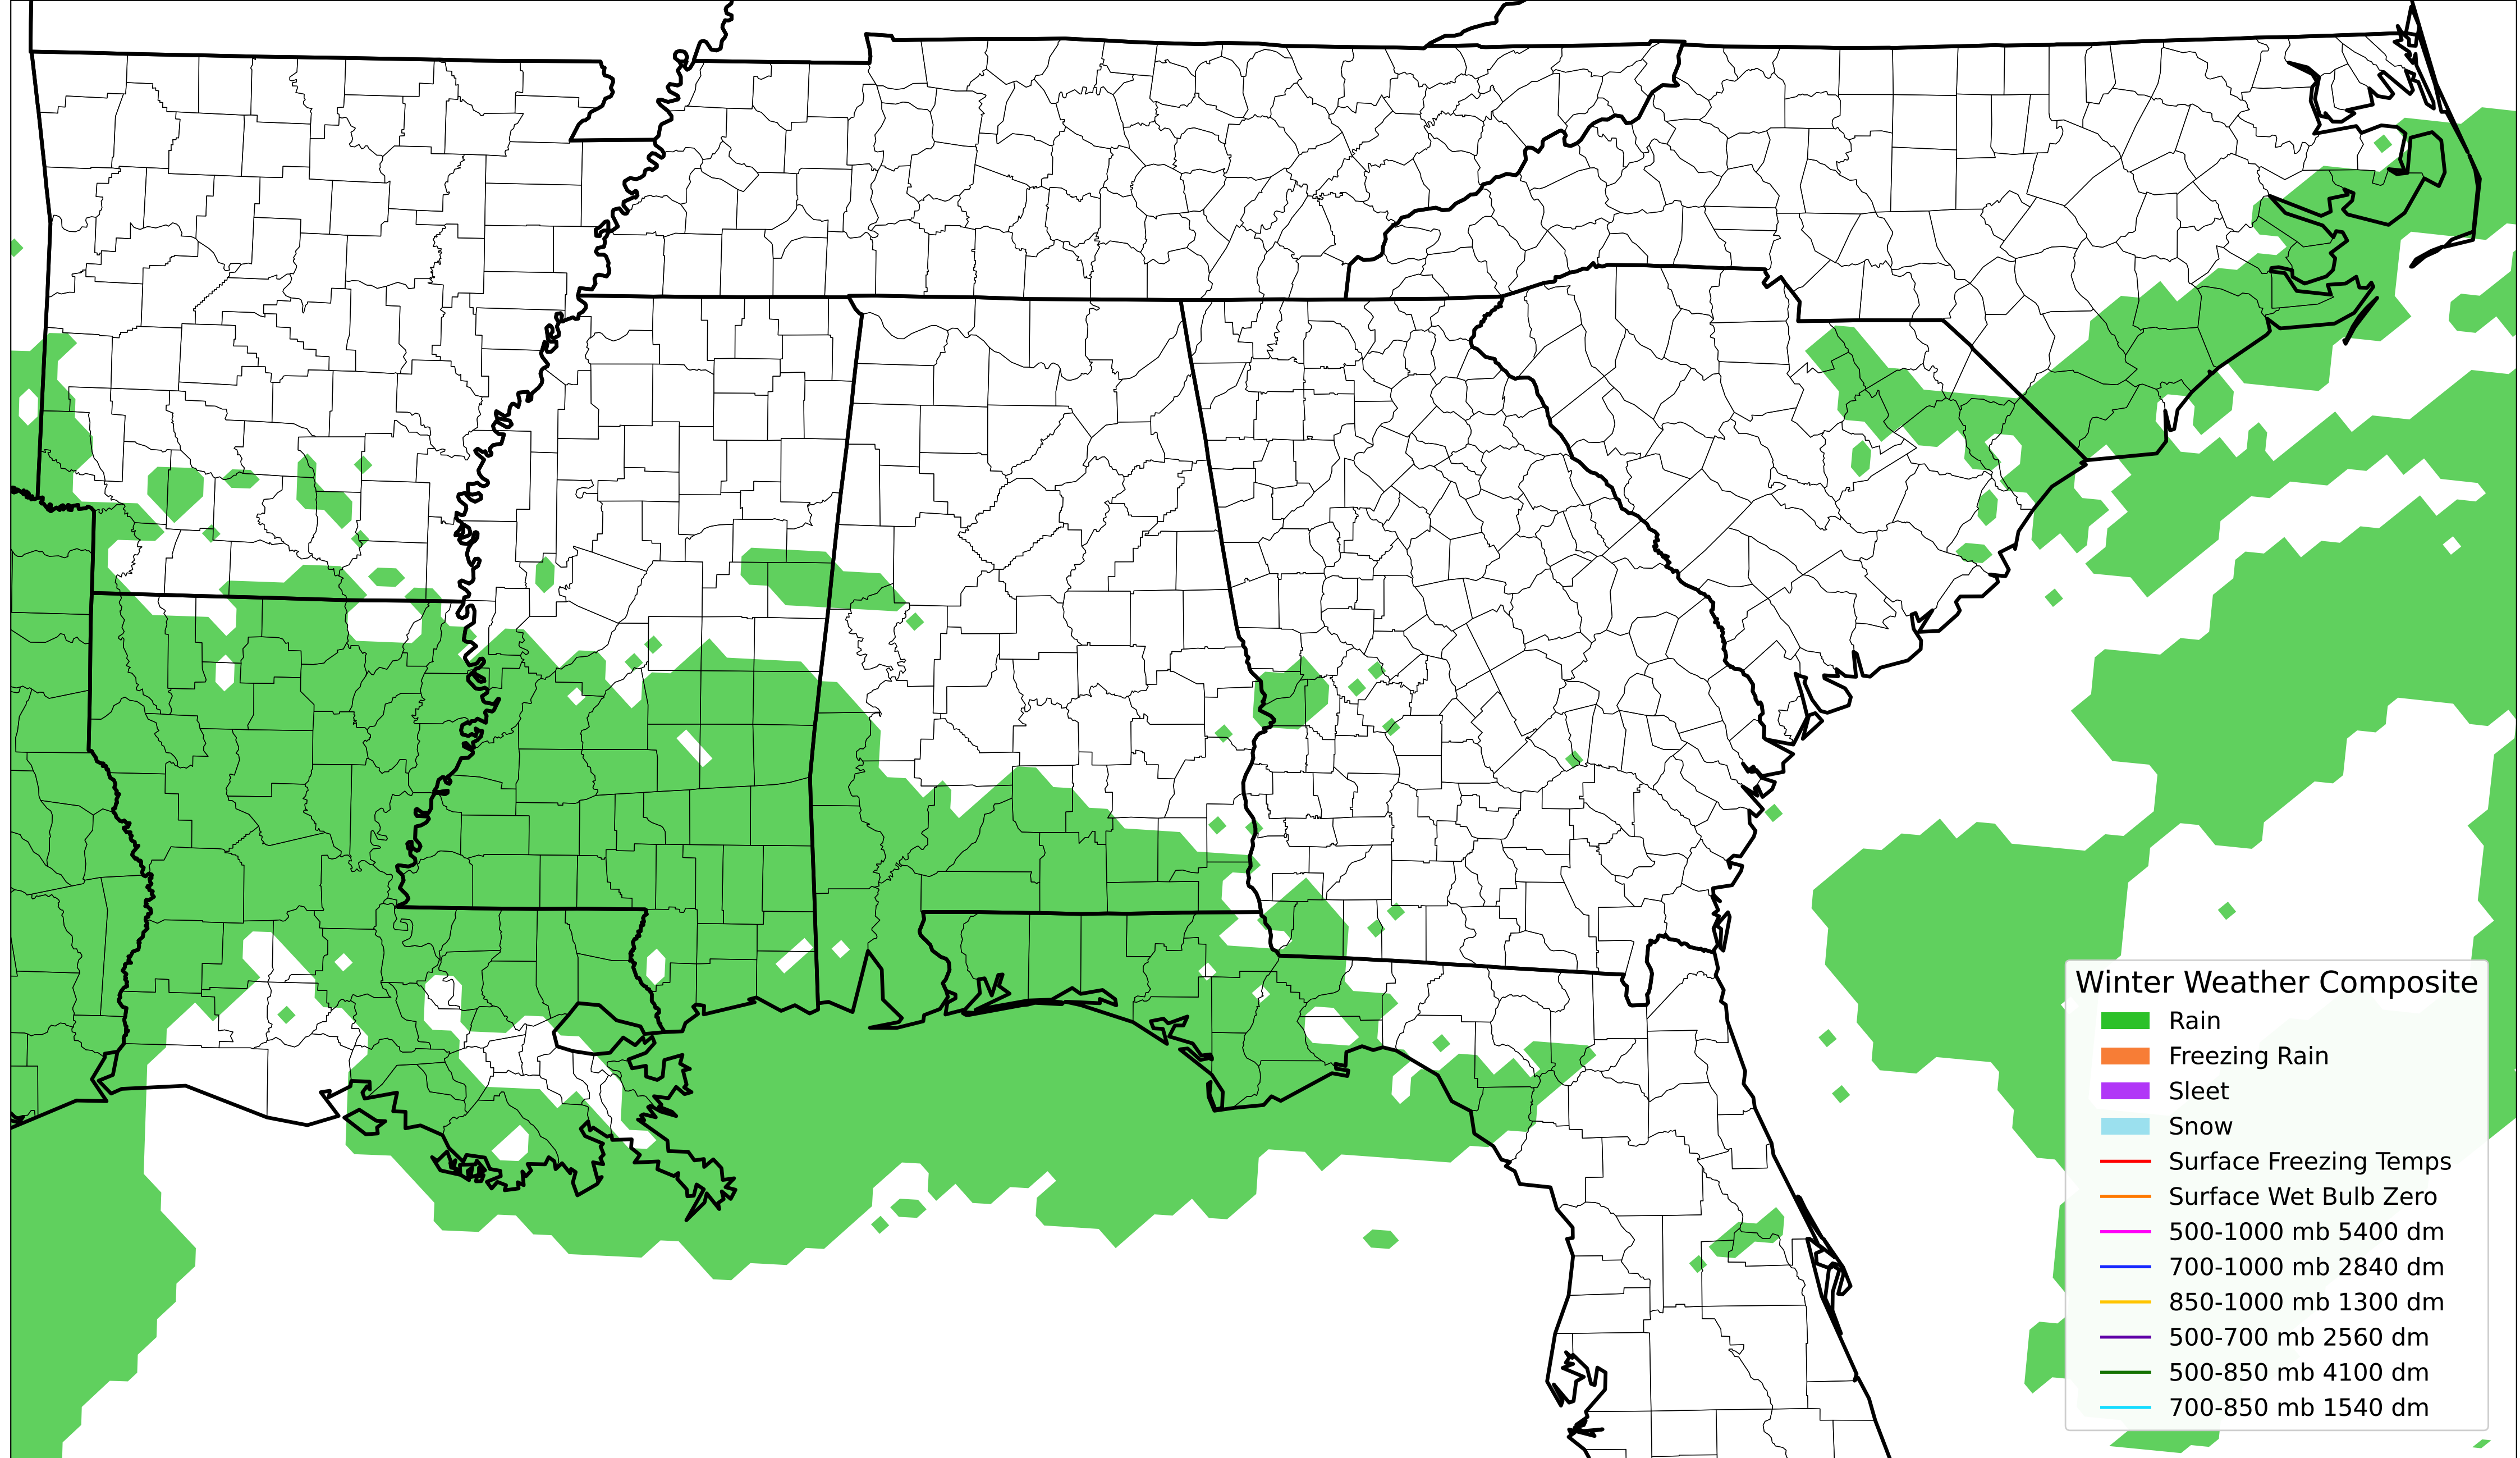 Winter Weather Composite
Rain
Freezing Rain
Sleet
Snow
Surface Freezing Temps
Surface Wet Bulb Zero
500-1000 mb 5400 dm
700-1000 mb 2840 dm
850-1000 mb 1300 dm
500-700 mb 2560 dm
500-850 mb 4100 dm
700-850 mb 1540 dm